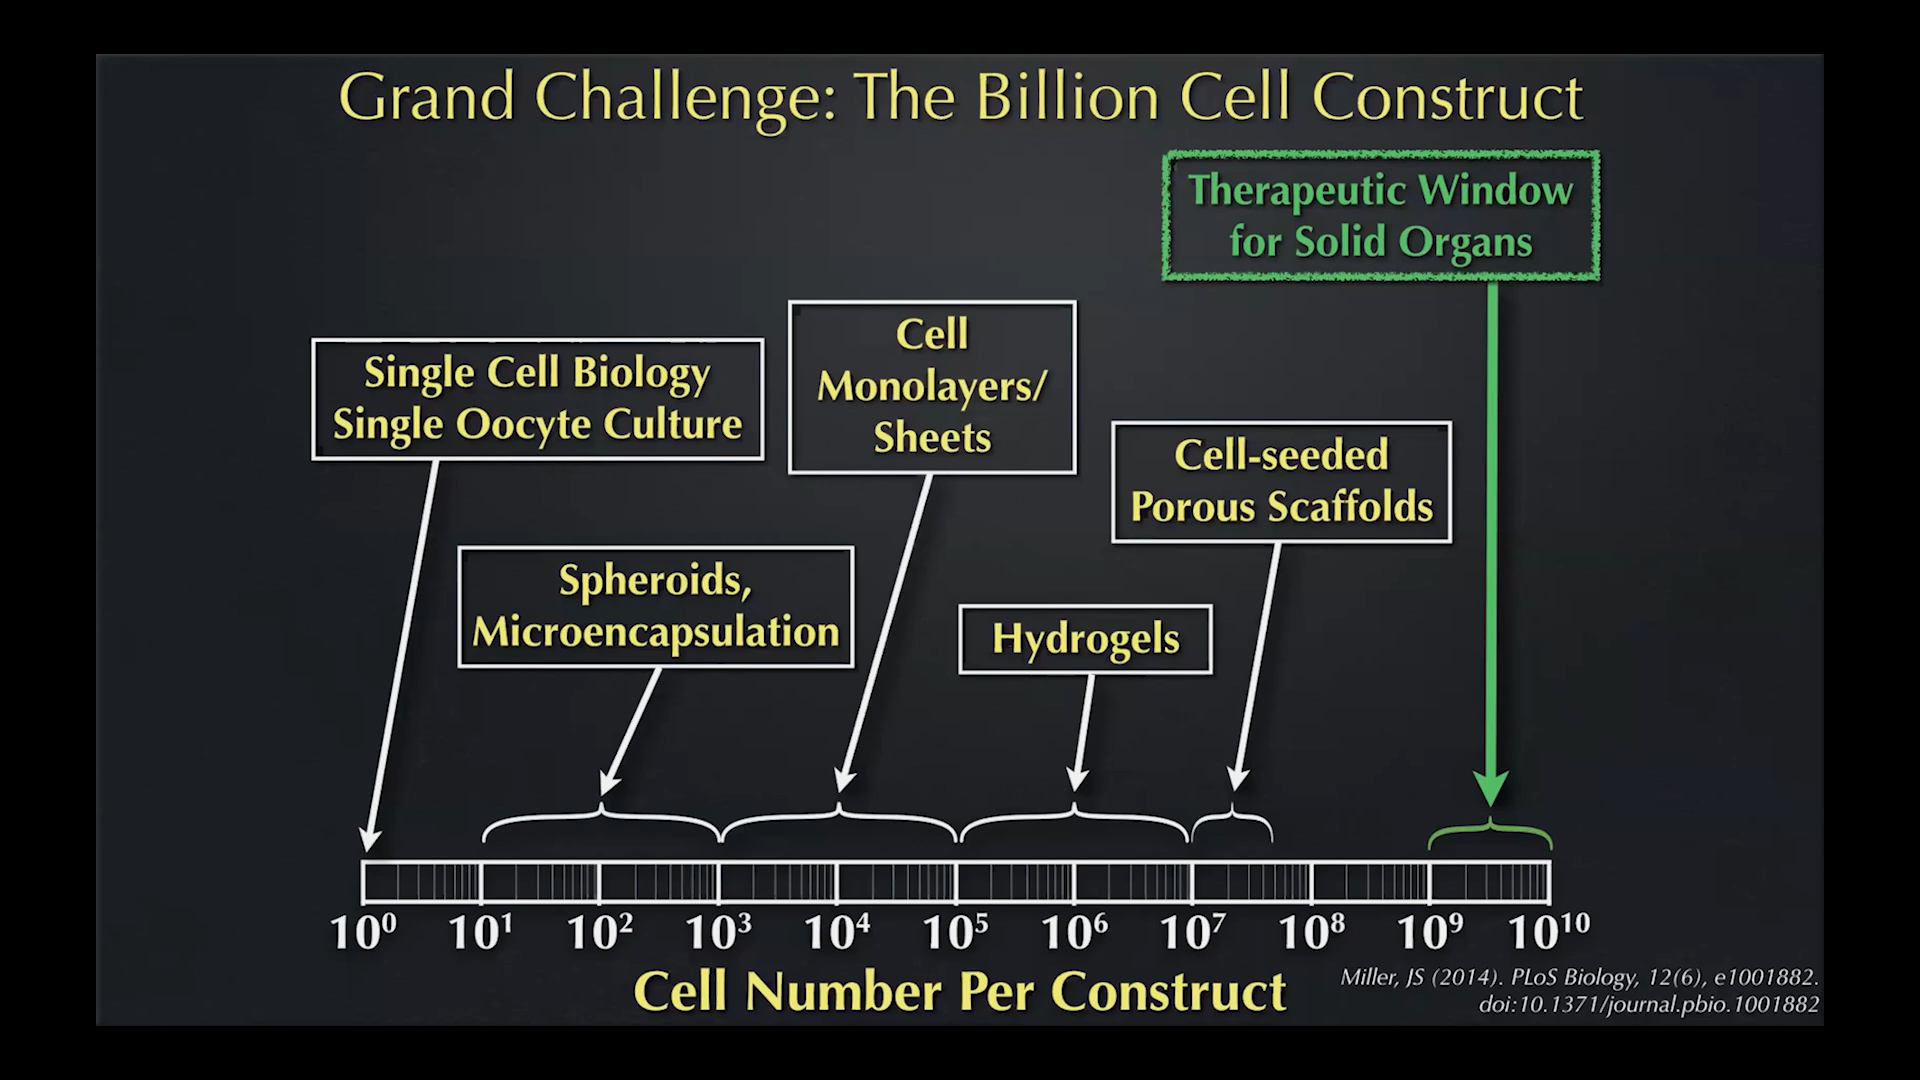 Grand Challenge: The Billion Cell Construct
Therapeutic Window
for Solid Organs
Cell
Monolayers/
Sheets
Single Cell Biology
Single Oocyte Culture
Cell-seeded
Porous Scaffolds
Spheroids,
Microencapsulation
Hydrogels
10⁰ 10¹ 10² 10³ 10⁴ 10⁵ 10⁶ 10⁷ 10⁸ 10⁹ 10¹⁰
Cell Number Per Construct
Miller, JS (2014). PLoS Biology, 12(6), e1001882.
doi:10.1371/journal.pbio.1001882